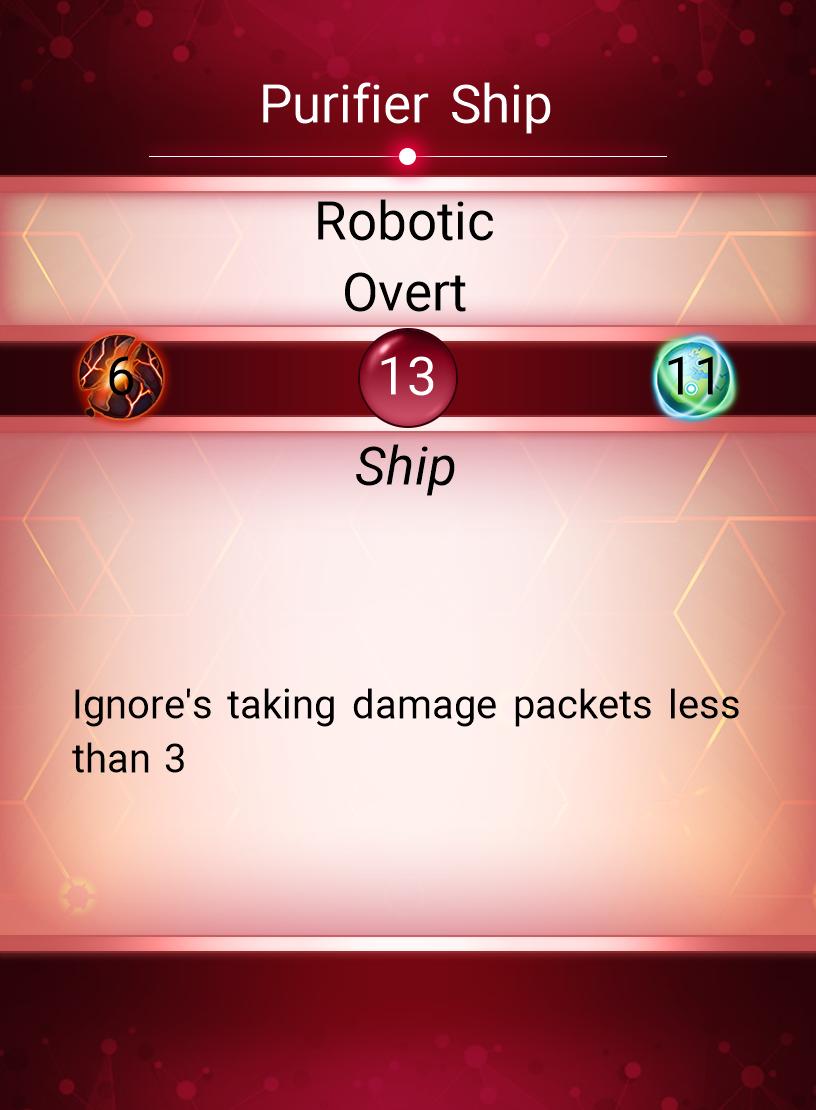 Purifier Ship
Robotic
Overt
6 13 11
Ship
Ignore's taking damage packets less
than 3